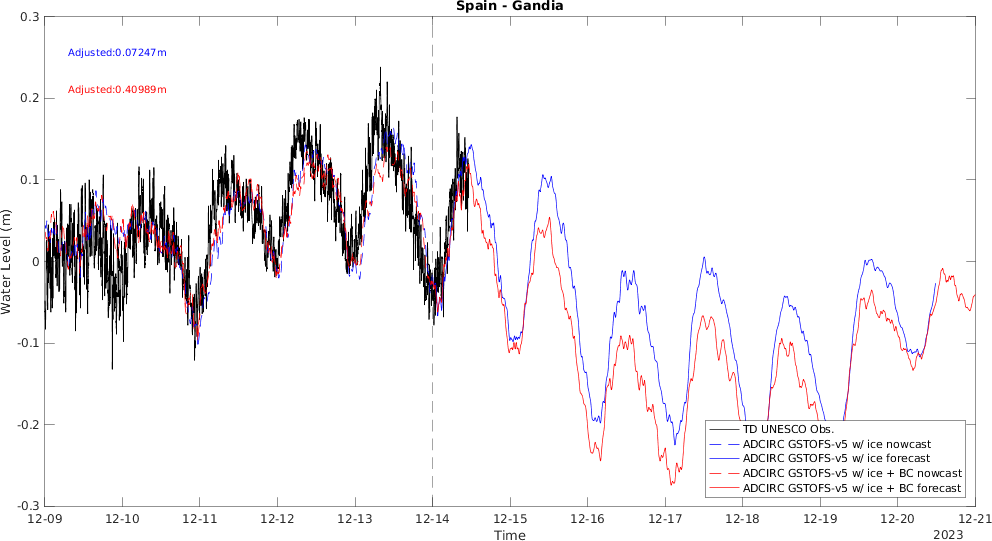 Spain - Gandia
Adjusted:0.07247m
Adjusted:0.40989m
Water Level (m)
0.3
0.2
0.1
0
-0.1
-0.2
-0.3
TD UNESCO Obs.
ADCIRC GSTOFS-v5 w/ ice nowcast
ADCIRC GSTOFS-v5 w/ ice forecast
ADCIRC GSTOFS-v5 w/ ice + BC nowcast
ADCIRC GSTOFS-v5 w/ ice + BC forecast
12-09 12-10 12-11 12-12 12-13 12-14 12-15 12-16 12-17 12-18 12-19 12-20 12-21
Time
2023